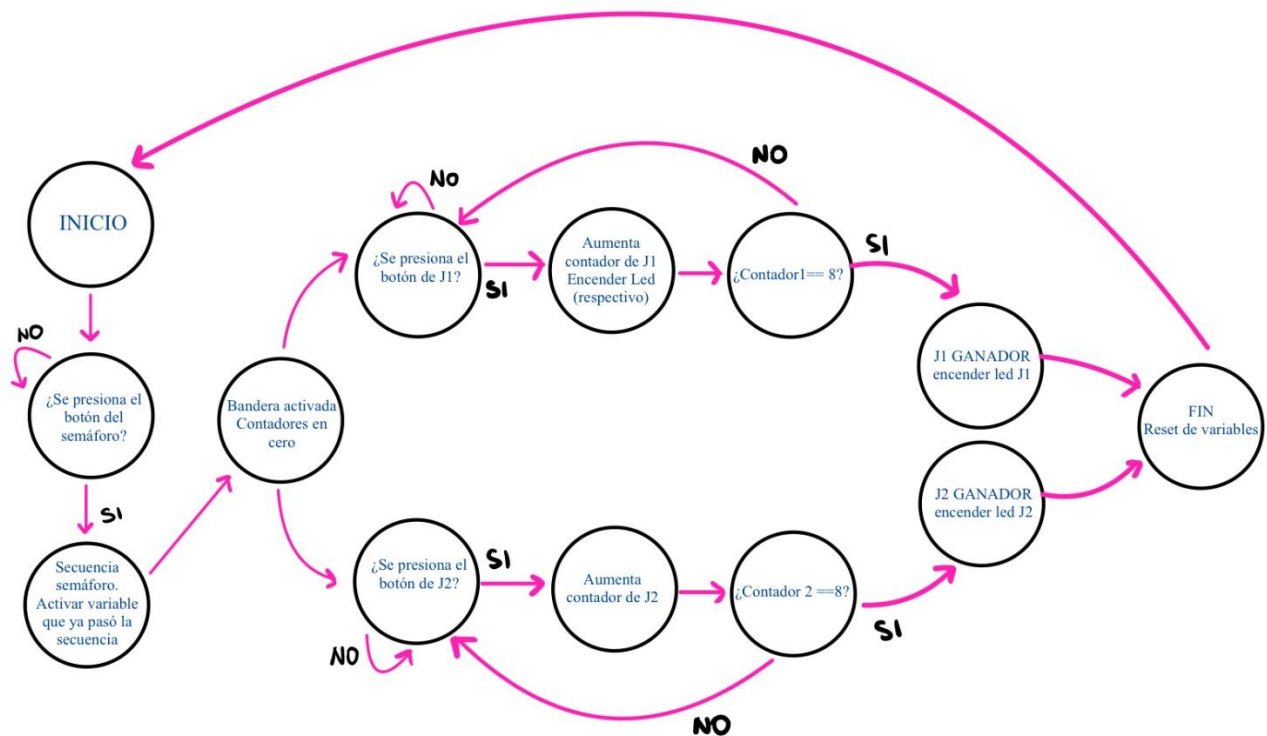 INICIO
NO
¿Se presiona el
botón del
semáforo?
SI
Secuencia
semáforo.
Activar variable
que ya pasó la
secuencia
Bandera activada
Contadores en
cero
NO
¿Se presiona el
botón de J1?
SI
Aumenta
contador de J1
Encender Led
(respectivo)
¿Contador1== 8?
NO
SI
J1 GANADOR
encender led J1
¿Se presiona el
botón de J2?
NO
SI
Aumenta
contador de J2
¿Contador 2 ==8?
NO
SI
J2 GANADOR
encender led J2
FIN
Reset de variables